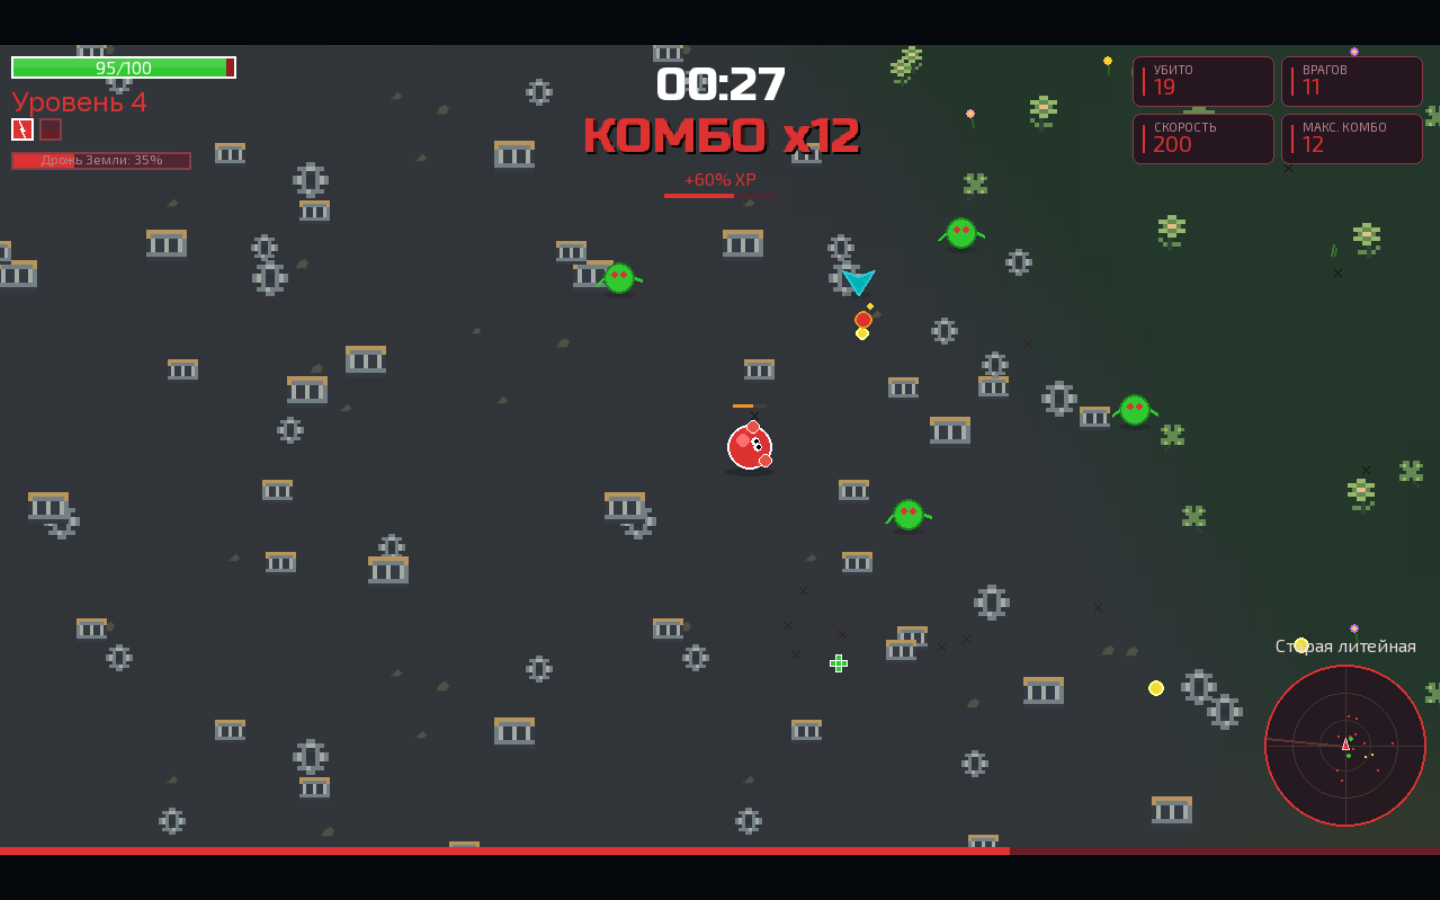 95/100
Уровень 4
Дрожь Земли: 35%
00:27
КОМБО x12
+60% XP
УБИТО
19
ВРАГОВ
11
СКОРОСТЬ
200
МАКС. КОМБО
12
Старая литейная